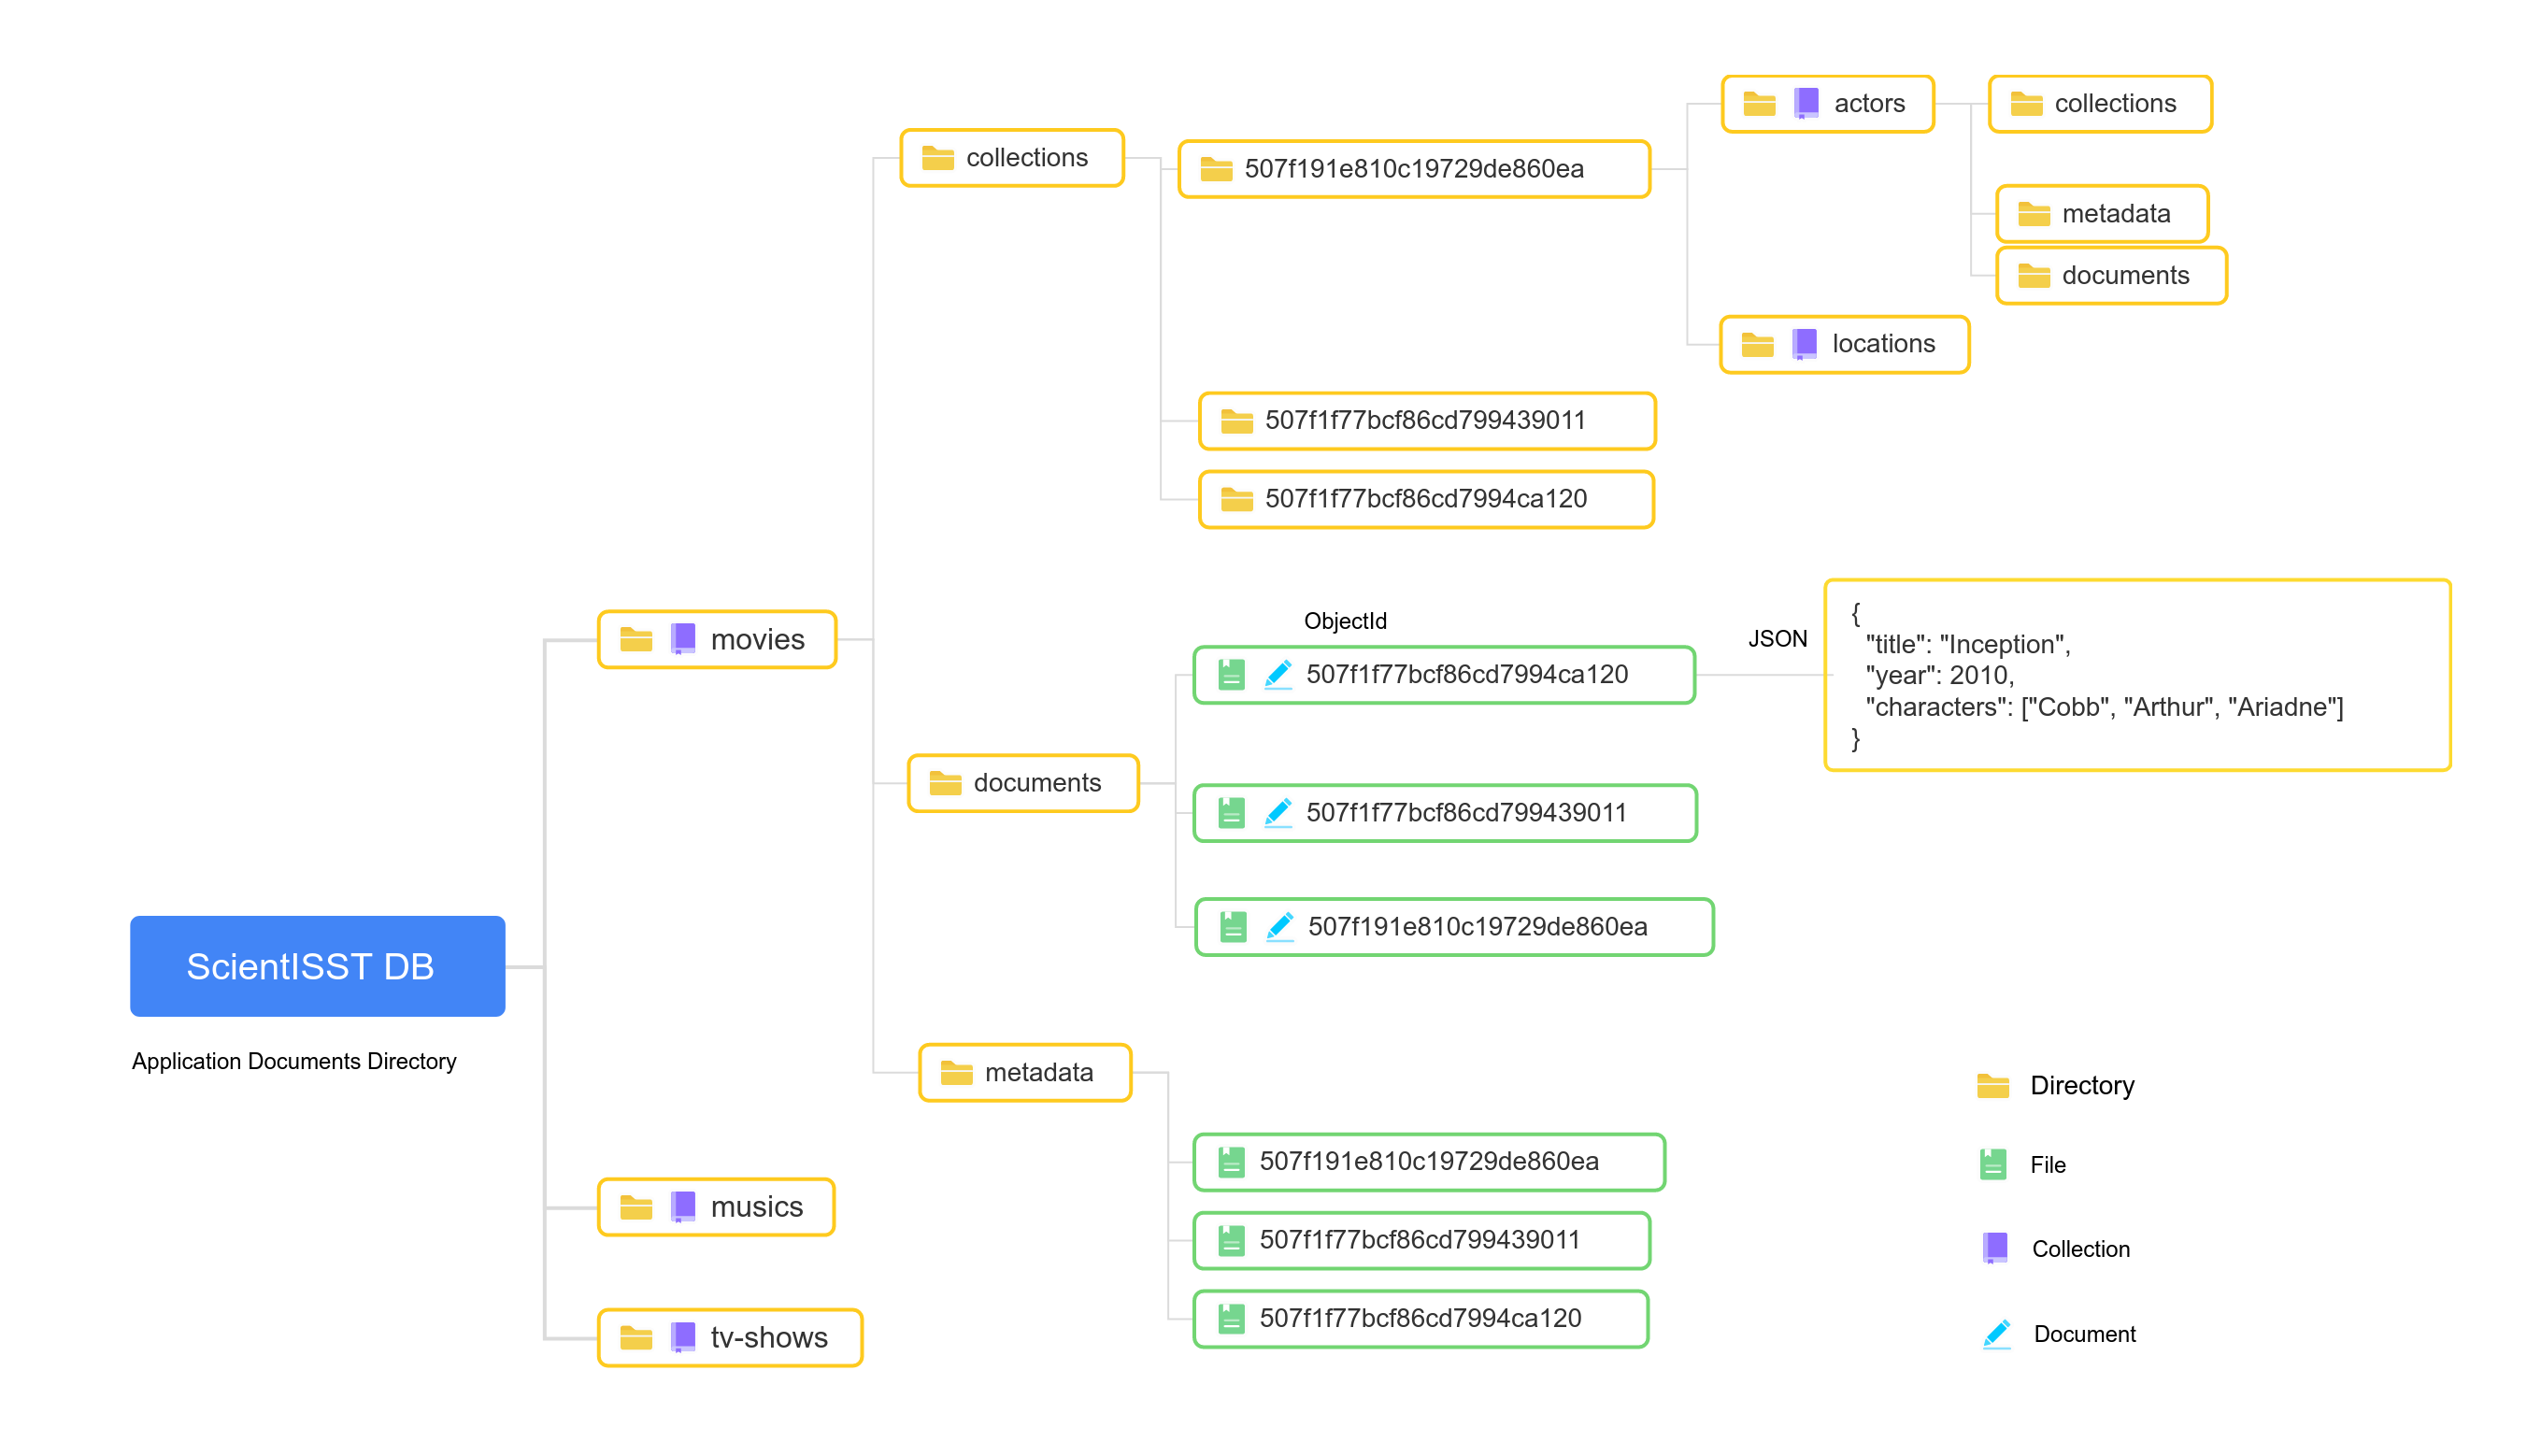 actors
collections
collections
507f191e810c19729de860ea
metadata
documents
locations
507f1f77bcf86cd799439011
507f1f77bcf86cd7994ca120
ObjectId
JSON
{
"title": "Inception",
"year": 2010,
"characters": ["Cobb", "Arthur", "Ariadne"]
}
movies
507f1f77bcf86cd7994ca120
documents
507f1f77bcf86cd799439011
507f191e810c19729de860ea
ScientISST DB
Application Documents Directory
metadata
507f191e810c19729de860ea
musics
507f1f77bcf86cd799439011
507f1f77bcf86cd7994ca120
tv-shows
Directory
File
Collection
Document